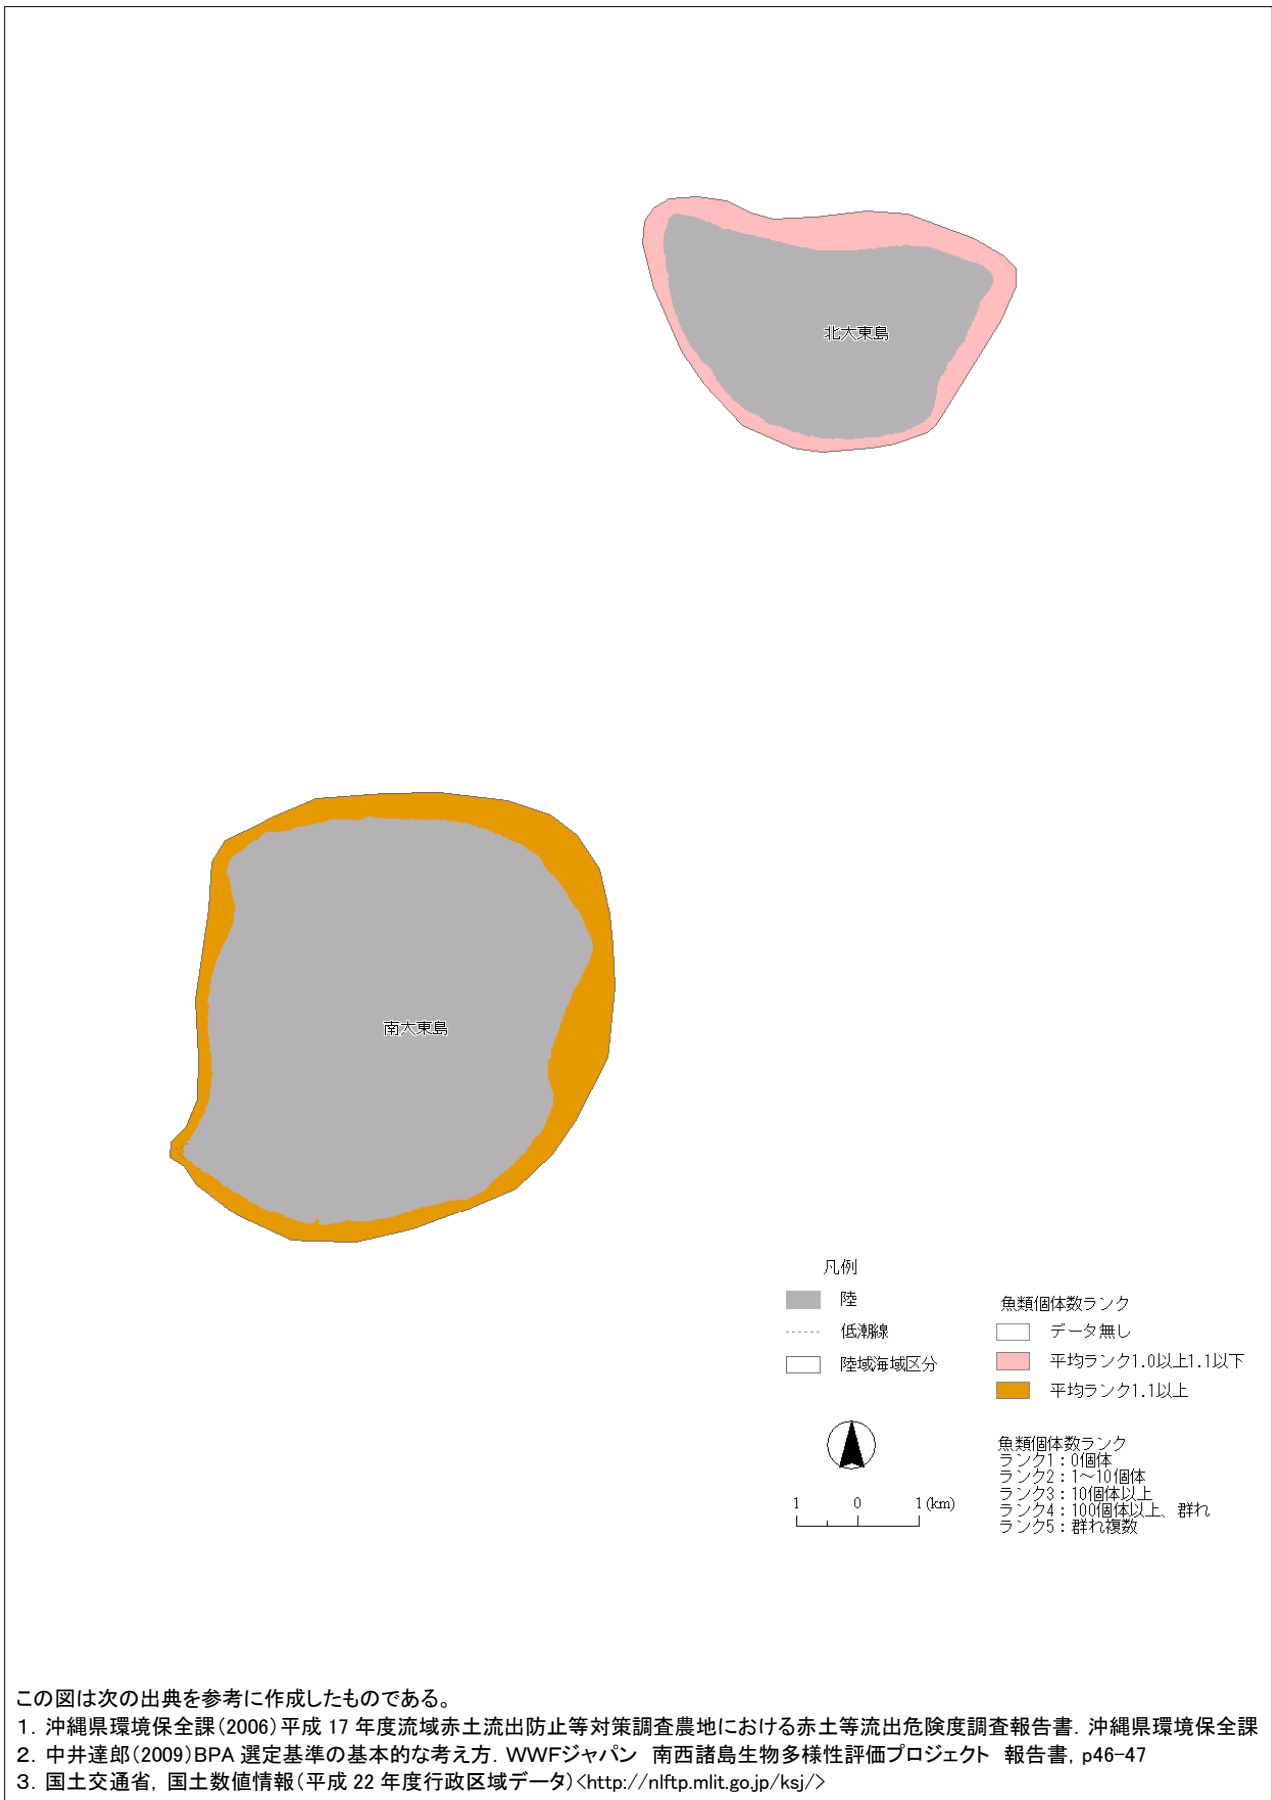 北大東島
南大東島
凡例
陸
低潮線
陸域海域区分
魚類個体数ランク
データ無し
平均ランク1.0以上1.1以下
平均ランク1.1以上
1 0 1(km)
魚類個体数ランク
ランク1：0個体
ランク2：1～10個体
ランク3：10個体以上
ランク4：100個体以上、群れ
ランク5：群れ複数
この図は次の出典を参考に作成したものである。
1. 沖縄県環境保全課(2006)平成 17 年度流域赤土流出防止等対策調査農地における赤土等流出危険度調査報告書. 沖縄県環境保全課
2. 中井達郎(2009)BPA 選定基準の基本的な考え方. WWFジャパン 南西諸島生物多様性評価プロジェクト 報告書, p46-47
3. 国土交通省, 国土数値情報(平成 22 年度行政区域データ)<http://nlftp.mlit.go.jp/ksj/>